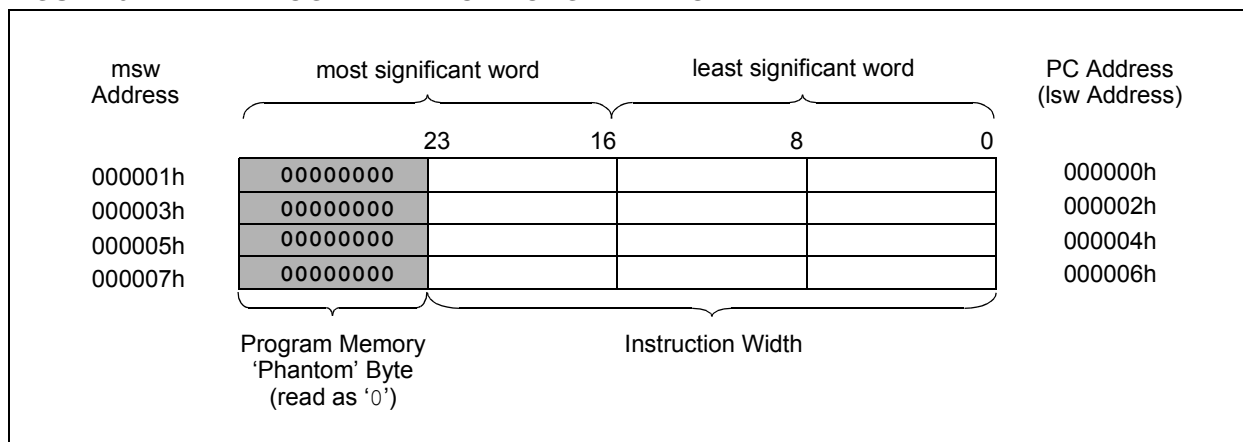 msw
Address
most significant word
least significant word
PC Address
(lsw Address)
23
16
8
0
000001h
00000000
000000h
000003h
00000000
000002h
000005h
00000000
000004h
000007h
00000000
000006h
Program Memory
‘Phantom’ Byte
(read as ‘0’)
Instruction Width